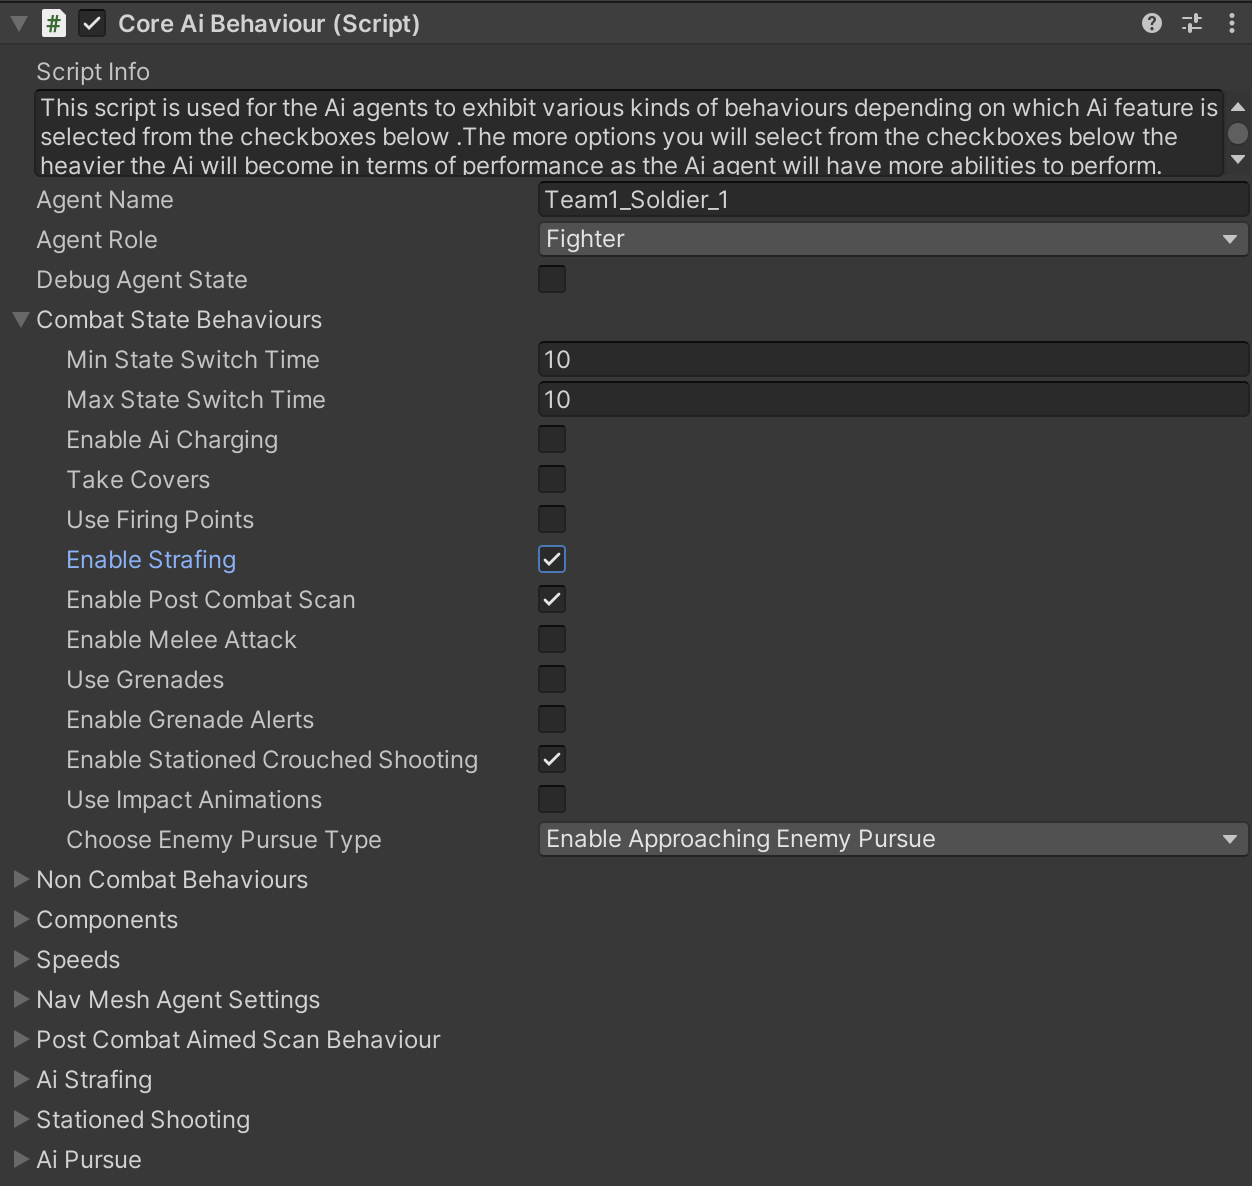 # Core Ai Behaviour (Script)
Script Info
This script is used for the Ai agents to exhibit various kinds of behaviours depending on which Ai feature is
selected from the checkboxes below .The more options you will select from the checkboxes below the
heavier the Ai will become in terms of performance as the Ai agent will have more abilities to perform.
Agent Name Team1_Soldier_1
Agent Role Fighter
Debug Agent State
Combat State Behaviours
Min State Switch Time 10
Max State Switch Time 10
Enable Ai Charging
Take Covers
Use Firing Points
Enable Strafing
Enable Post Combat Scan
Enable Melee Attack
Use Grenades
Enable Grenade Alerts
Enable Stationed Crouched Shooting
Use Impact Animations
Choose Enemy Pursue Type Enable Approaching Enemy Pursue
Non Combat Behaviours
Components
Speeds
Nav Mesh Agent Settings
Post Combat Aimed Scan Behaviour
Ai Strafing
Stationed Shooting
Ai Pursue